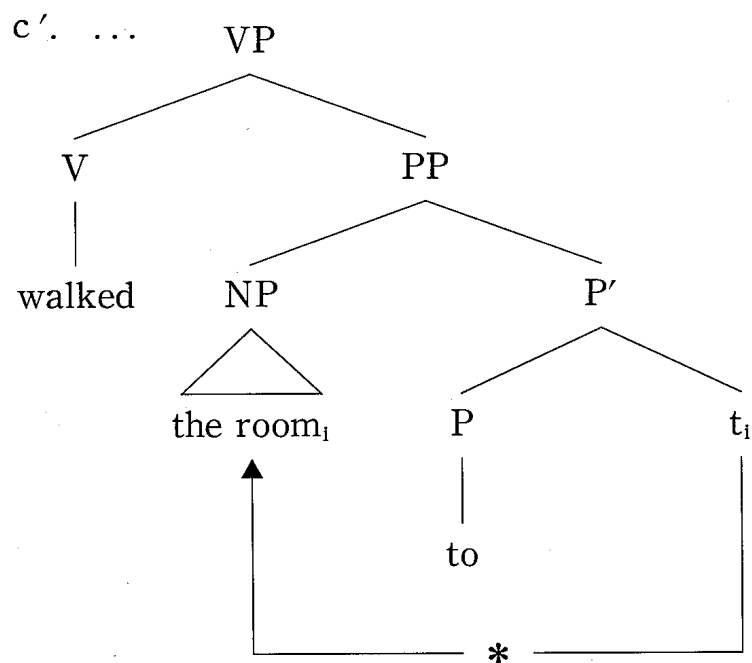 c′. ... VP
V PP
walked NP P′
the roomᵢ P tᵢ
to
*